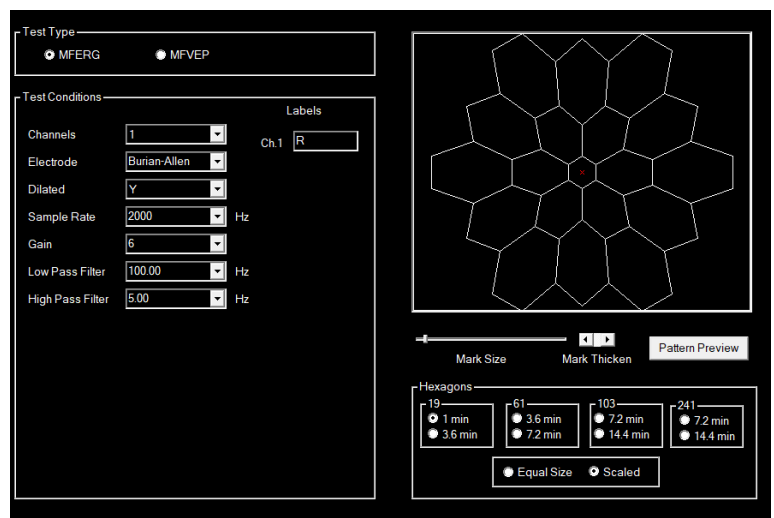 Test Type
MFERG MFVEP
Test Conditions
Labels
Channels 1 Ch.1 R
Electrode Burian-Allen
Dilated Y
Sample Rate 2000 Hz
Gain 6
Low Pass Filter 100.00 Hz
High Pass Filter 5.00 Hz
x
Mark Size Mark Thicken Pattern Preview
Hexagons
19 61 103 241
1 min 3.6 min 7.2 min 7.2 min
3.6 min 7.2 min 14.4 min 14.4 min
Equal Size Scaled